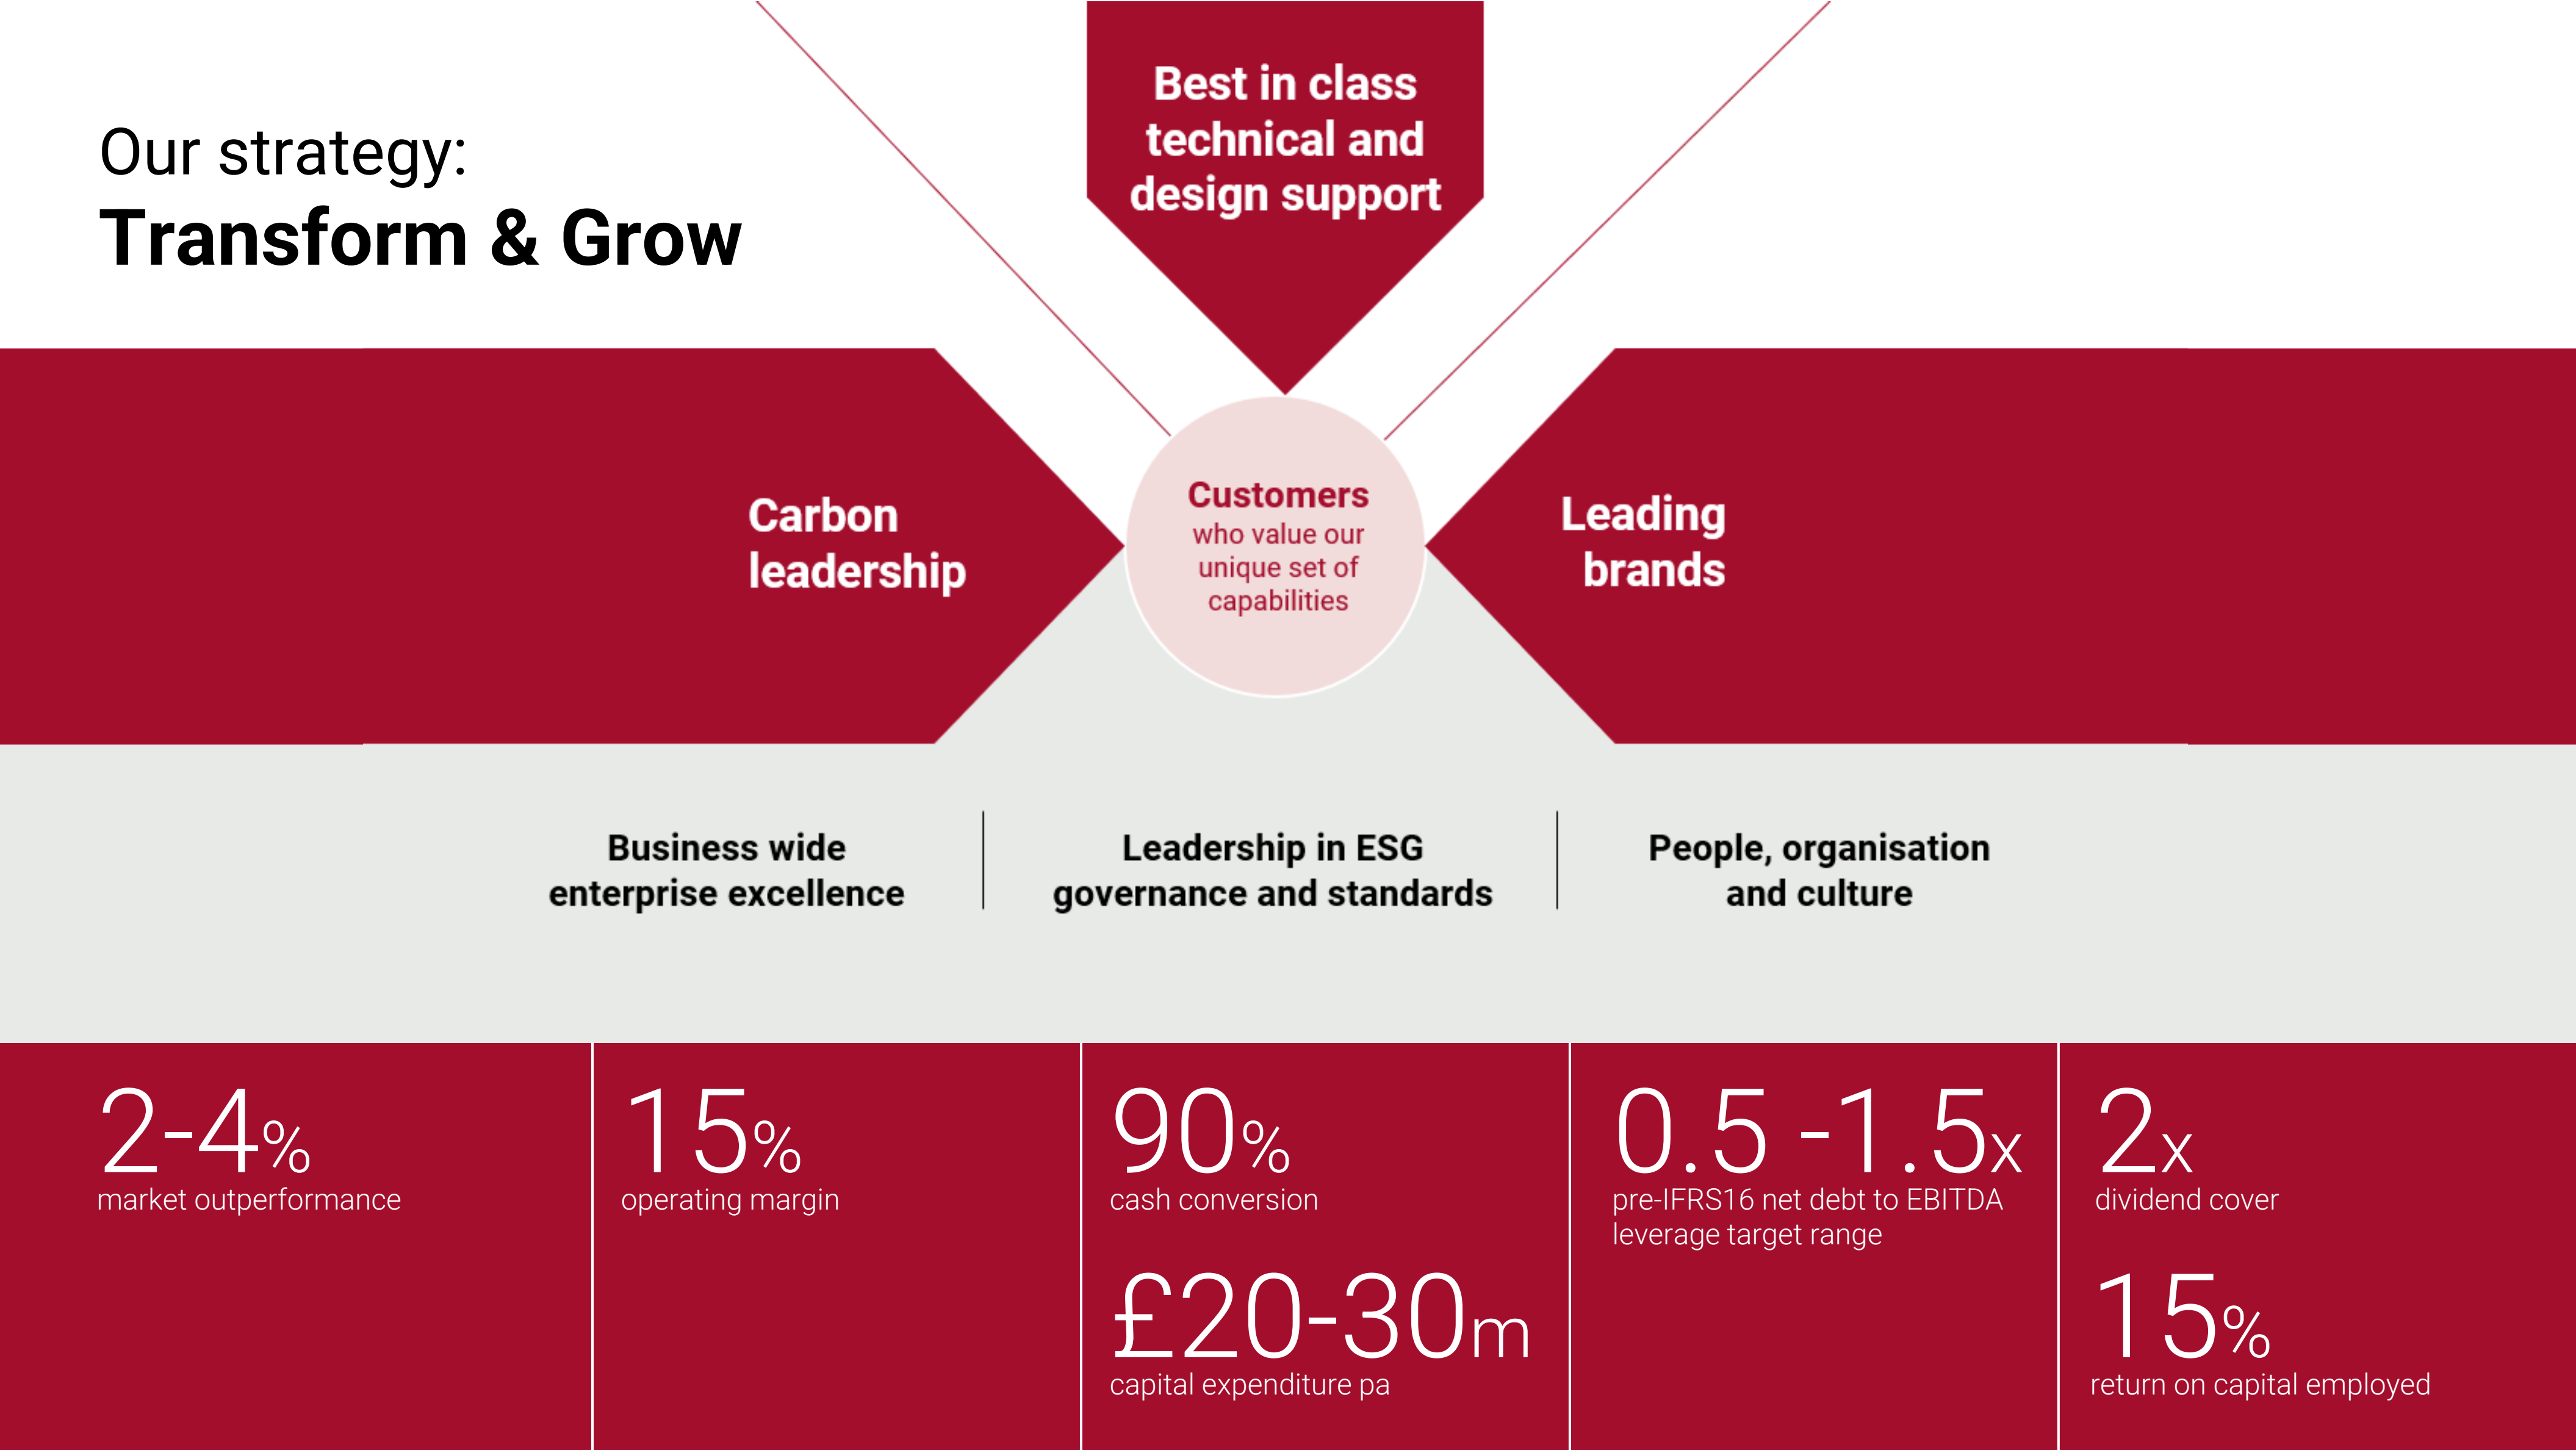 Our strategy:
Transform & Grow
Best in class
technical and
design support
Carbon
leadership
Customers
who value our
unique set of
capabilities
Leading
brands
Business wide
enterprise excellence
Leadership in ESG
governance and standards
People, organisation
and culture
2-4%
market outperformance
15%
operating margin
90%
cash conversion
£20-30m
capital expenditure pa
0.5 -1.5x
pre-IFRS16 net debt to EBITDA
leverage target range
2x
dividend cover
15%
return on capital employed